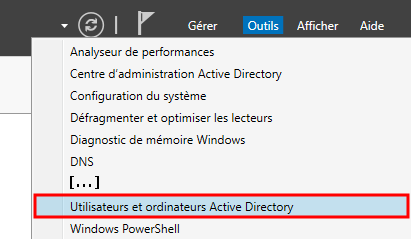 Gérer Outils Afficher Aide
Analyseur de performances
Centre d'administration Active Directory
Configuration du système
Défragmenter et optimiser les lecteurs
Diagnostic de mémoire Windows
DNS
[...]
Utilisateurs et ordinateurs Active Directory
Windows PowerShell